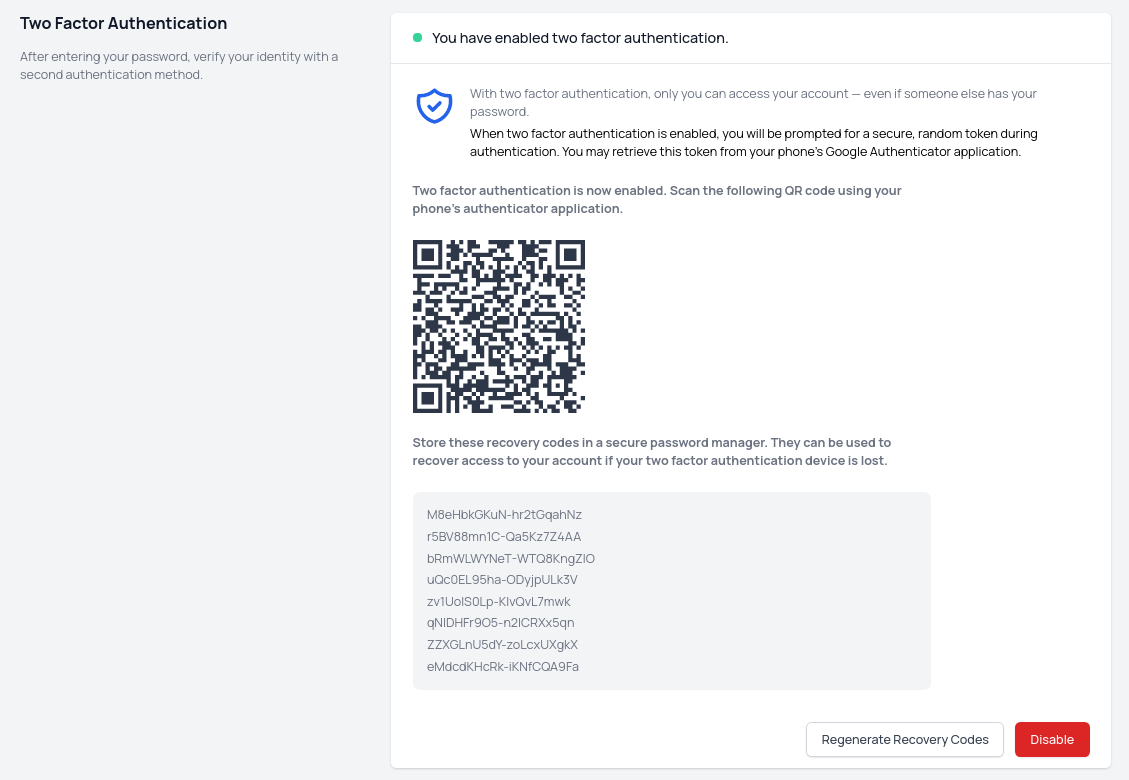 Two Factor Authentication
After entering your password, verify your identity with a
second authentication method.
You have enabled two factor authentication.
With two factor authentication, only you can access your account — even if someone else has your
password.
When two factor authentication is enabled, you will be prompted for a secure, random token during
authentication. You may retrieve this token from your phone's Google Authenticator application.
Two factor authentication is now enabled. Scan the following QR code using your
phone's authenticator application.
Store these recovery codes in a secure password manager. They can be used to
recover access to your account if your two factor authentication device is lost.
M8eHbkGKuN-hr2tGqahNz
r5BV88mn1C-Qa5Kz7Z4AA
bRmWLWYNeT-WTQ8KngZIO
uQc0EL95ha-ODyjpULk3V
zv1UoIS0Lp-KlvQvL7mwk
qNIDHFr9O5-n2ICRXx5qn
ZZXGLnU5dY-zoLcxUXgkX
eMdcdKHcRk-iKNfCQA9Fa
Regenerate Recovery Codes
Disable